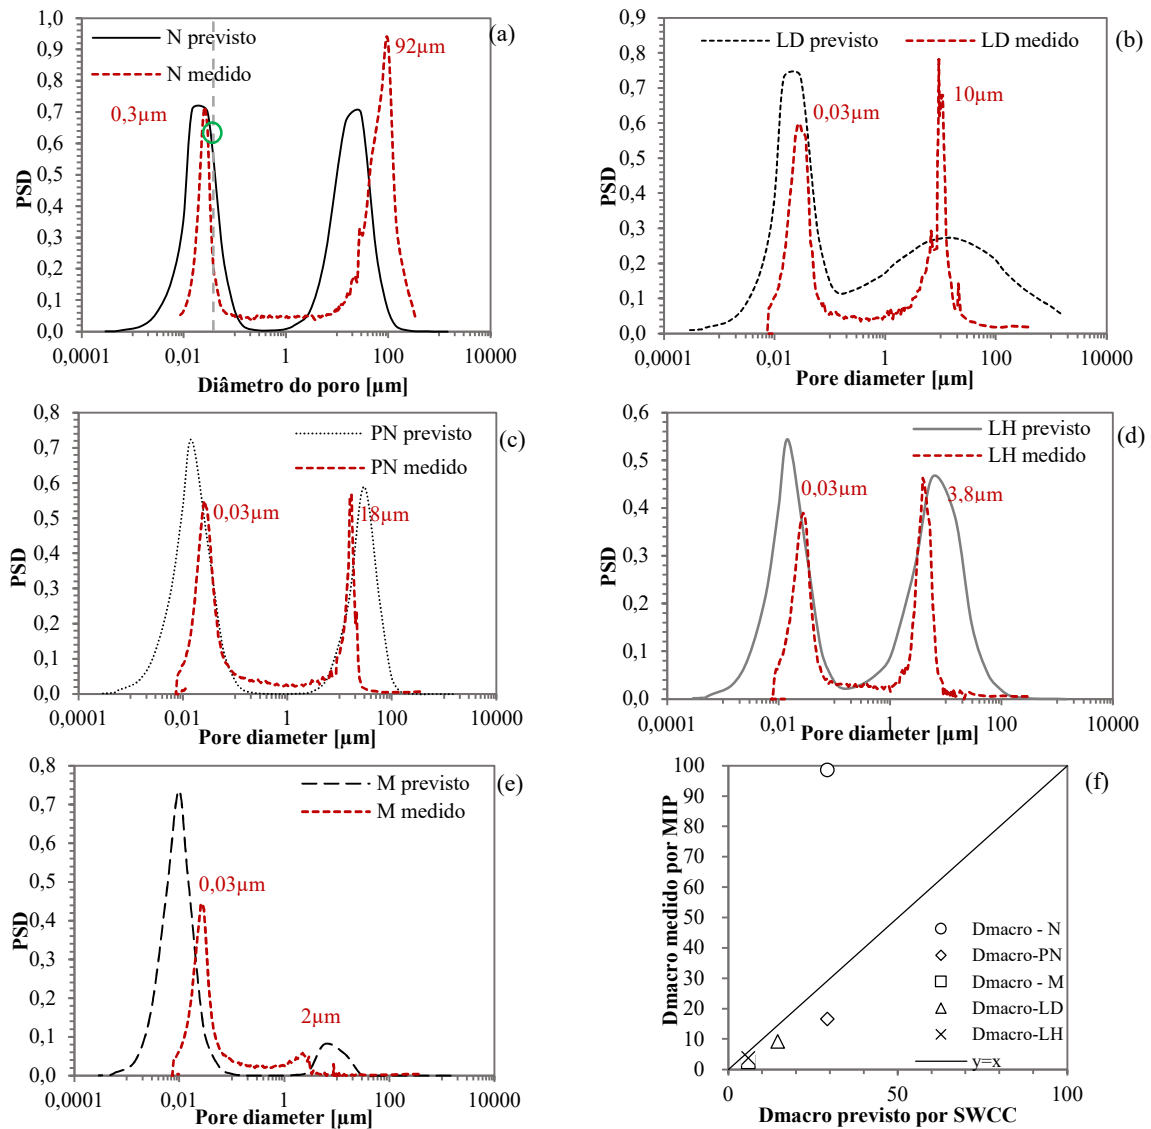 1,0
0,9
0,8
0,7
0,6
0,5
0,4
0,3
0,2
0,1
0,0
PSD
N previsto
N medido
0,3µm
92µm
(a)
0,0001
0,01
1
100
10000
Diâmetro do poro [µm]
0,9
0,8
0,7
0,6
0,5
0,4
0,3
0,2
0,1
0,0
PSD
LD previsto
LD medido
0,03µm
10µm
(b)
0,0001
0,01
1
100
10000
Pore diameter [µm]
0,8
0,7
0,6
0,5
0,4
0,3
0,2
0,1
0,0
PSD
PN previsto
PN medido
0,03µm
18µm
(c)
0,0001
0,01
1
100
10000
Pore diameter [µm]
0,6
0,5
0,4
0,3
0,2
0,1
0,0
PSD
LH previsto
LH medido
0,03µm
3,8µm
(d)
0,0001
0,01
1
100
10000
Pore diameter [µm]
0,8
0,7
0,6
0,5
0,4
0,3
0,2
0,1
0,0
PSD
M previsto
M medido
0,03µm
2µm
(e)
0,0001
0,01
1
100
10000
Pore diameter [µm]
100
90
80
70
60
50
40
30
20
10
0
Dmacro medido por MIP
(f)
Dmacro - N
Dmacro-PN
Dmacro - M
Dmacro-LD
Dmacro-LH
y=x
0
50
100
Dmacro previsto por SWCC